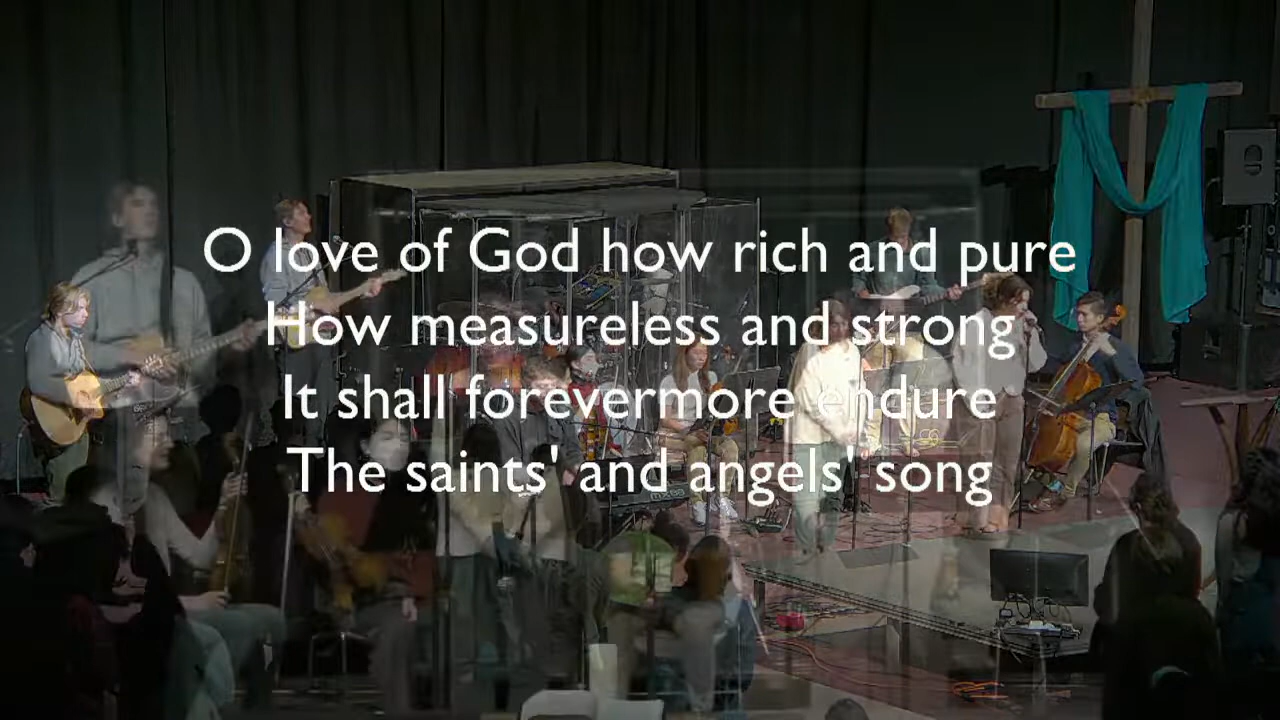 O love of God how rich and pure
How measureless and strong
It shall forevermore endure
The saints' and angels' song